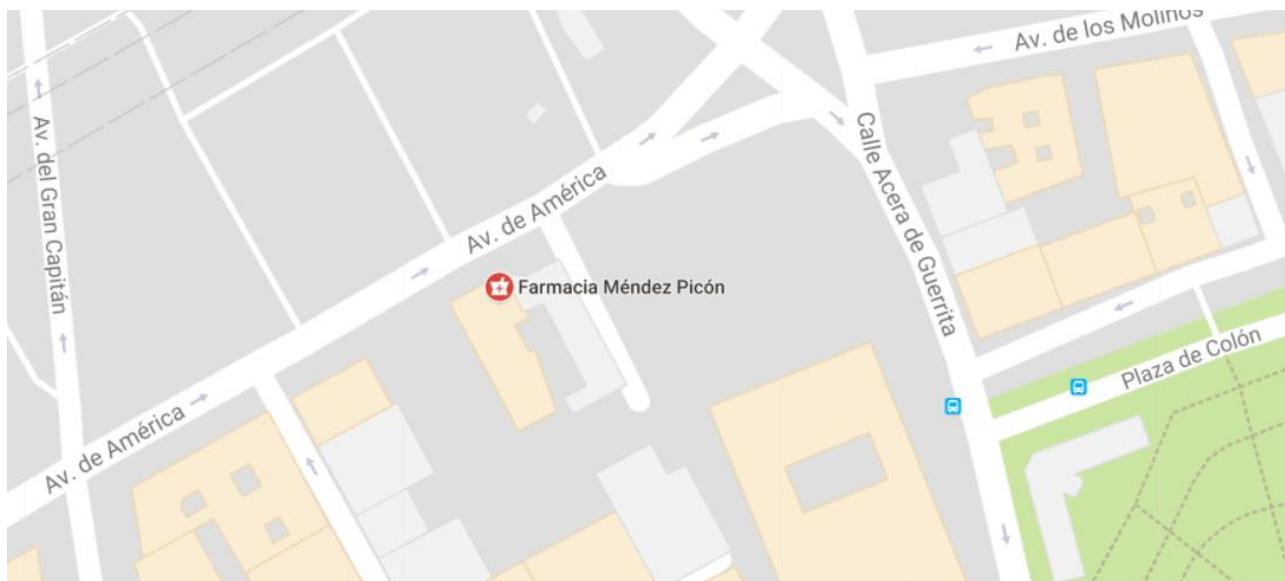 Av. de los Molinos
Av. del Gran Capitán
Calle Acera de Guerrita
Av. de América
Farmacia Méndez Picón
Plaza de Colón
Av. de América